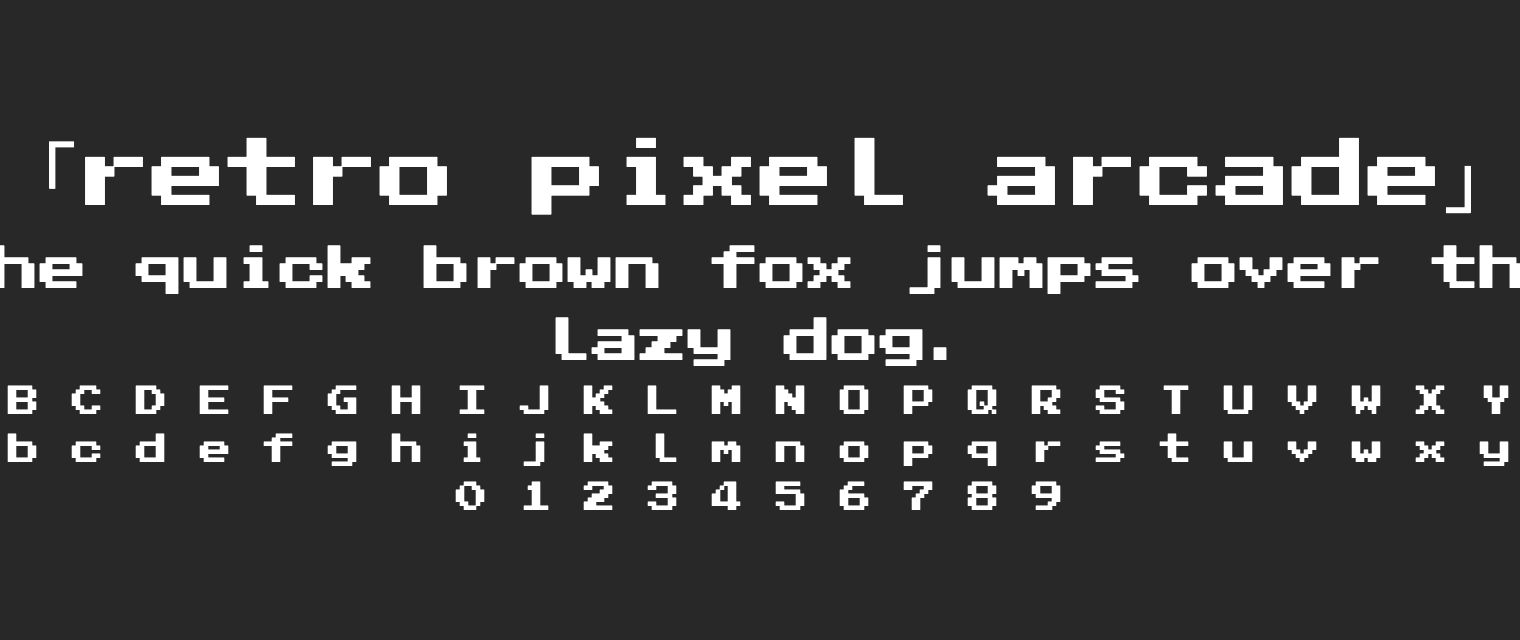 「retro pixel arcade」
he quick brown fox jumps over th
lazy dog.
B C D E F G H I J K L M N O P Q R S T U V W X Y
b c d e f g h i j k l m n o p q r s t u v w x y
0 1 2 3 4 5 6 7 8 9